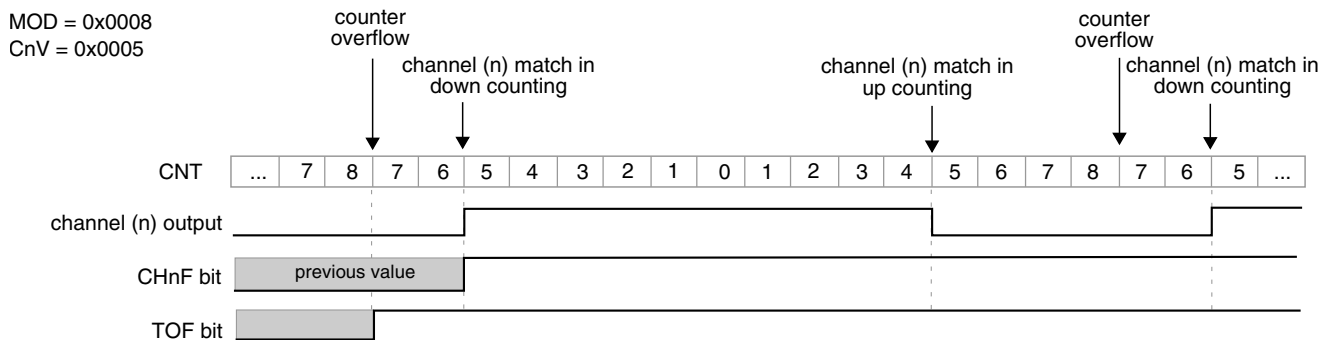 MOD = 0x0008
CnV = 0x0005
counter
overflow
channel (n) match in
down counting
channel (n) match in
up counting
counter
overflow
channel (n) match in
down counting
CNT ... 7 8 7 6 5 4 3 2 1 0 1 2 3 4 5 6 7 8 7 6 5 ...
channel (n) output
CHnF bit previous value
TOF bit